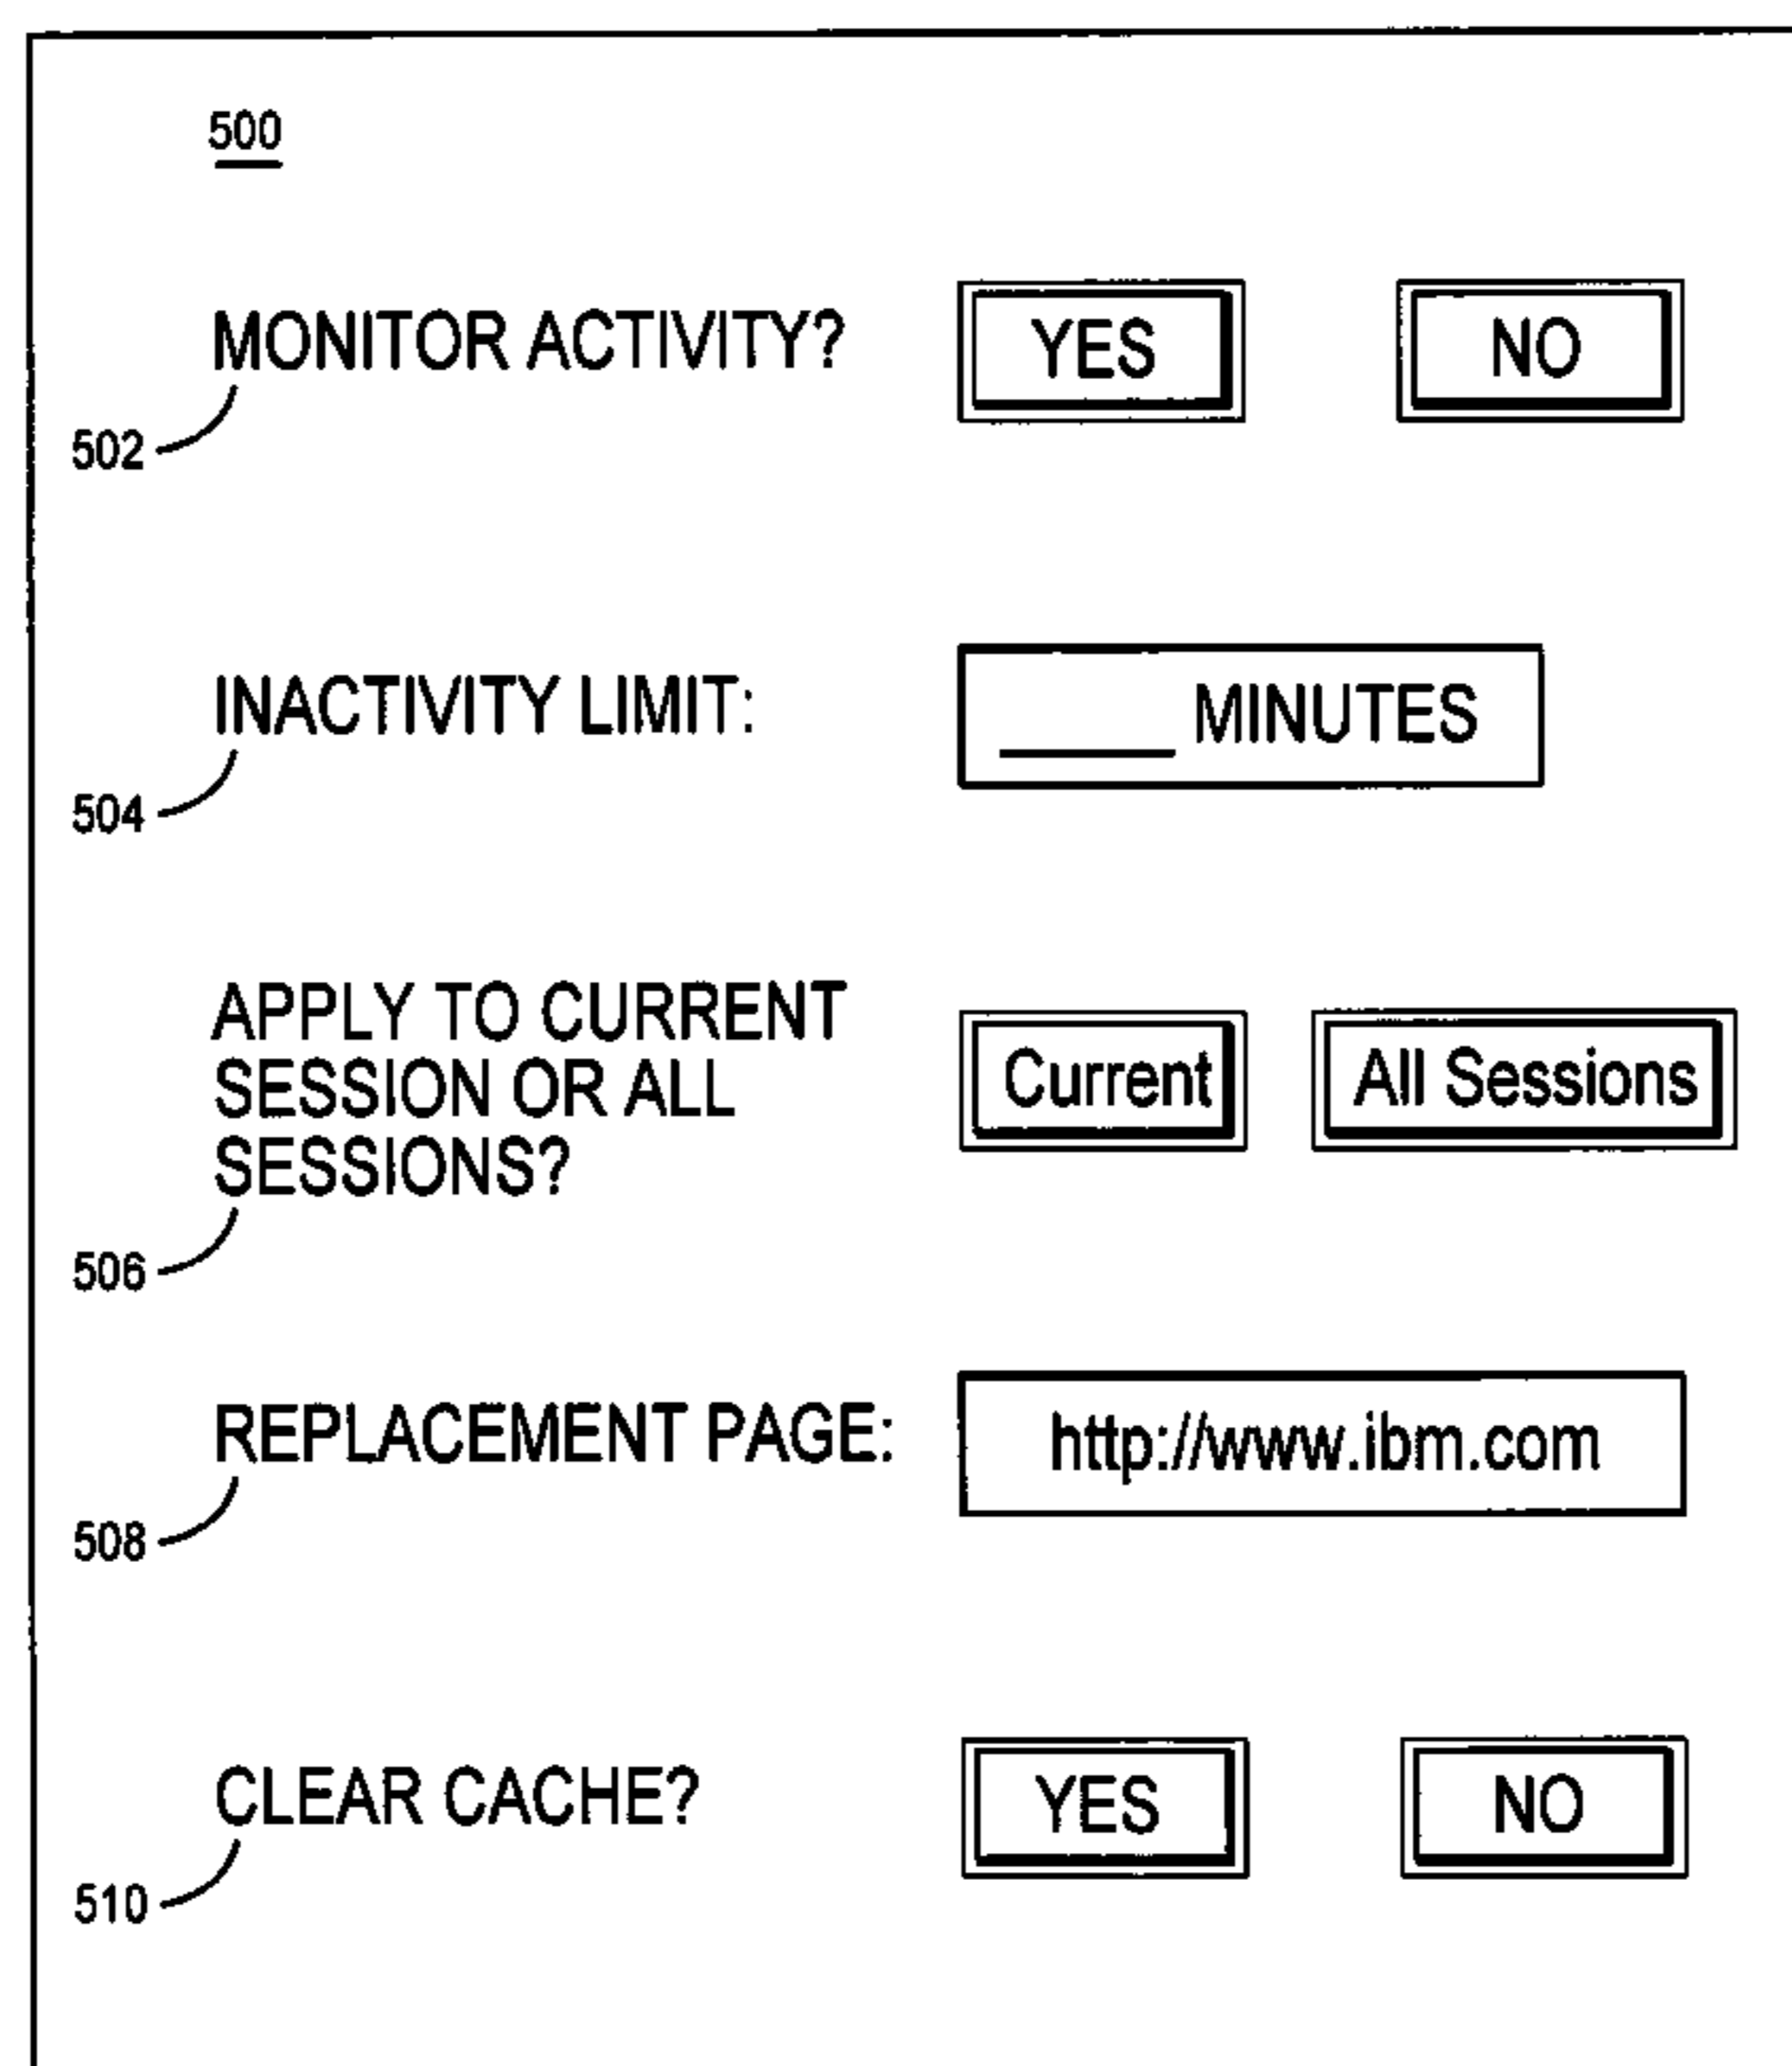 500
MONITOR ACTIVITY? YES NO
502
INACTIVITY LIMIT: ____ MINUTES
504
APPLY TO CURRENT
SESSION OR ALL
SESSIONS?
Current All Sessions
506
REPLACEMENT PAGE: http://www.ibm.com
508
CLEAR CACHE? YES NO
510